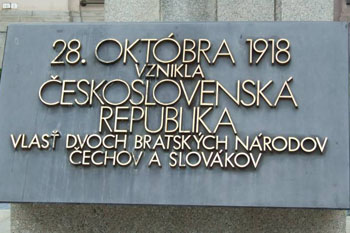 28. OKTÓBRA 1918
VZNIKLA
ČESKOSLOVENSKÁ
REPUBLIKA
VLASŤ DVOCH BRATSKÝCH NÁRODOV
ČECHOV A SLOVÁKOV